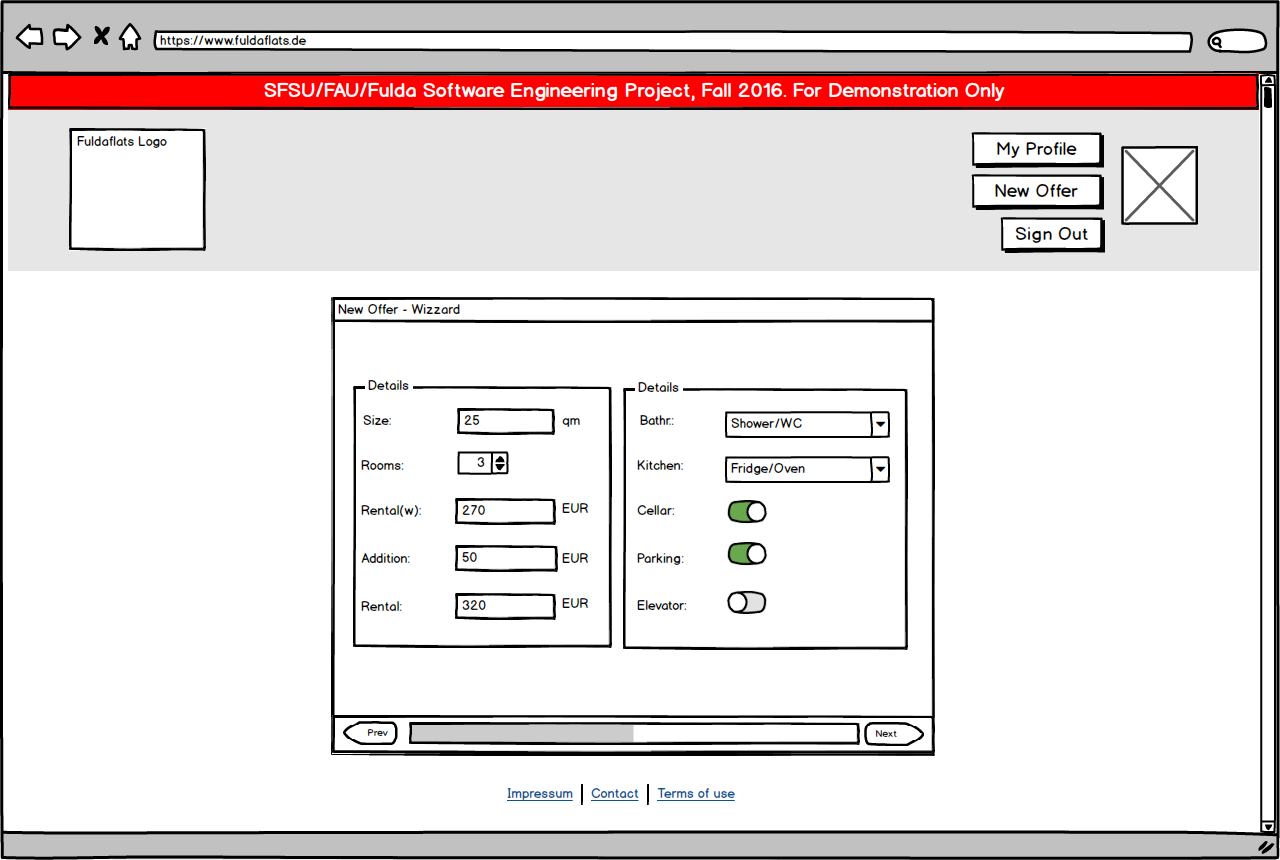 https://www.fuldaflats.de
SFSU/FAU/Fulda Software Engineering Project, Fall 2016. For Demonstration Only
Fuldaflats Logo
My Profile
New Offer
Sign Out
New Offer - Wizzard
Details
Size: 25 qm
Rooms: 3
Rental(w): 270 EUR
Addition: 50 EUR
Rental: 320 EUR
Details
Bathr.: Shower/WC
Kitchen: Fridge/Oven
Cellar:
Parking:
Elevator:
Prev
Next
Impressum | Contact | Terms of use